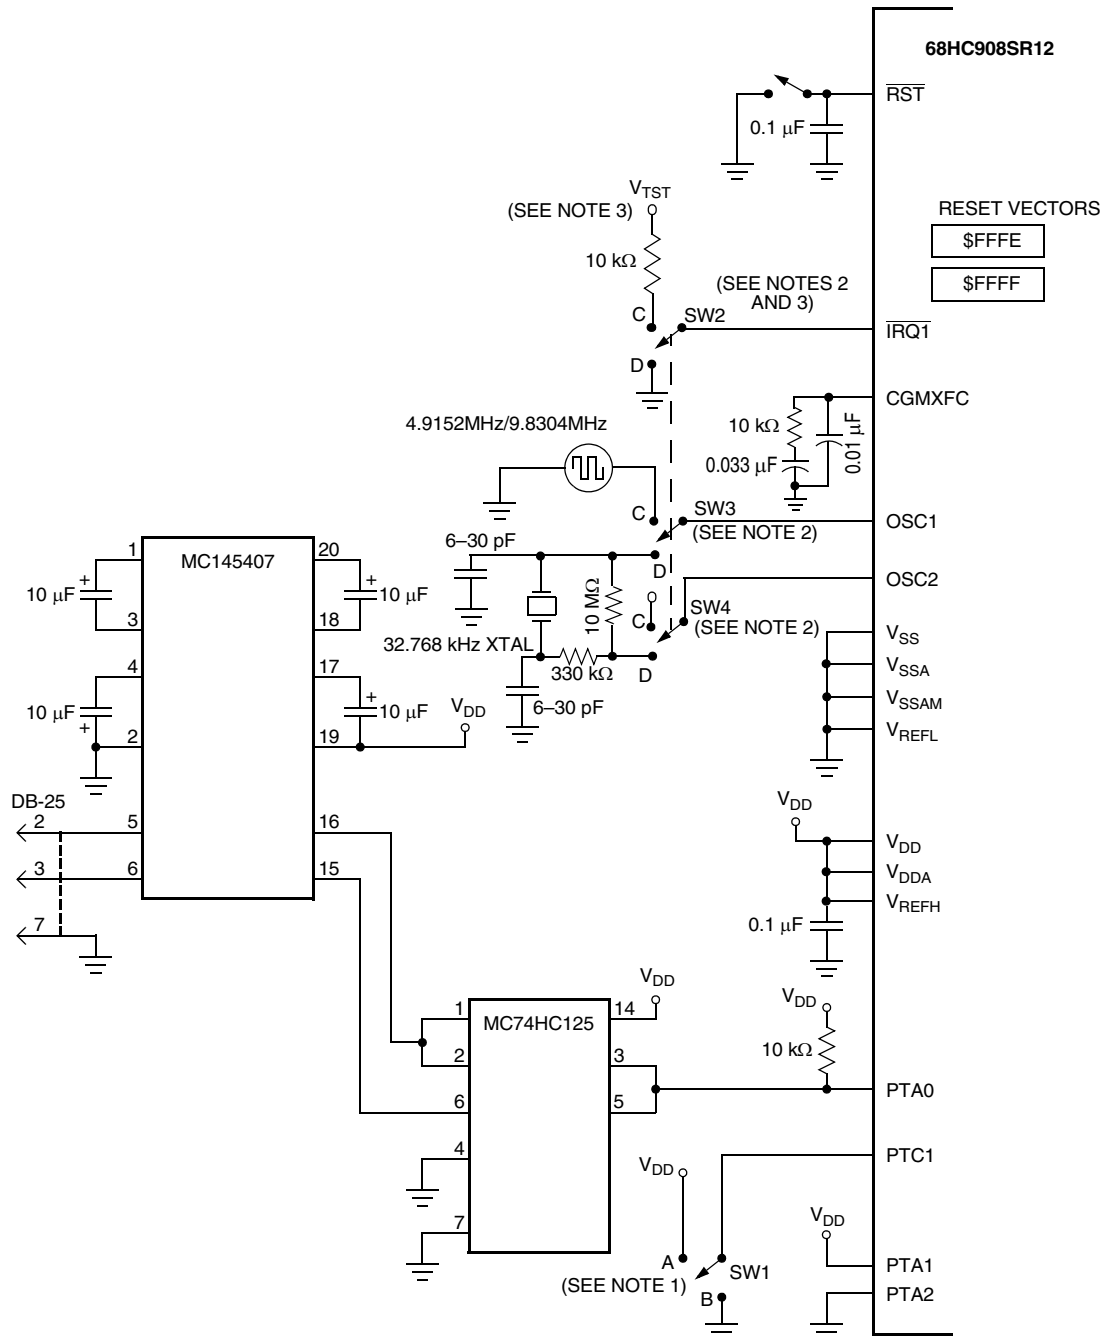 68HC908SR12
RST
0.1 μF
VTST
(SEE NOTE 3)
10 kΩ
RESET VECTORS
$FFFE
$FFFF
(SEE NOTES 2
AND 3)
C
SW2
IRQ1
D
CGMXFC
10 kΩ
0.033 μF
0.01 μF
4.9152MHz/9.8304MHz
C
SW3
OSC1
(SEE NOTE 2)
D
6–30 pF
OSC2
10 MΩ
C
SW4
(SEE NOTE 2)
32.768 kHz XTAL
330 kΩ
D
6–30 pF
VSS
VSSA
VSSAM
VREFL
MC145407
1
20
10 μF
+
+
10 μF
3
18
4
17
10 μF
+
+
10 μF
VDD
2
19
DB-25
2
5
16
3
6
15
7
VDD
VDD
VDDA
VREFH
0.1 μF
MC74HC125
VDD
1
14
2
3
6
5
4
7
VDD
10 kΩ
PTA0
PTC1
VDD
A
SW1
(SEE NOTE 1)
B
VDD
PTA1
PTA2